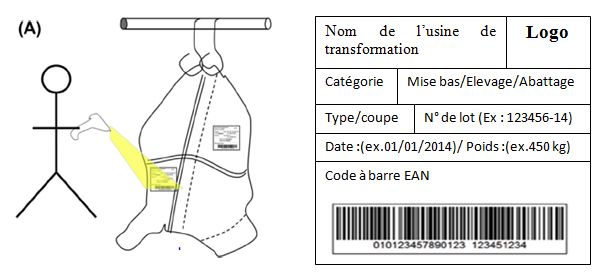 (A)
Nom de l'usine de
transformation
Logo
Catégorie
Mise bas/Elevage/Abattage
Type/coupe
N° de lot (Ex : 123456-14)
Date :(ex.01/01/2014)/ Poids :(ex.450 kg)
Code à barre EAN
010123457890123 123451234